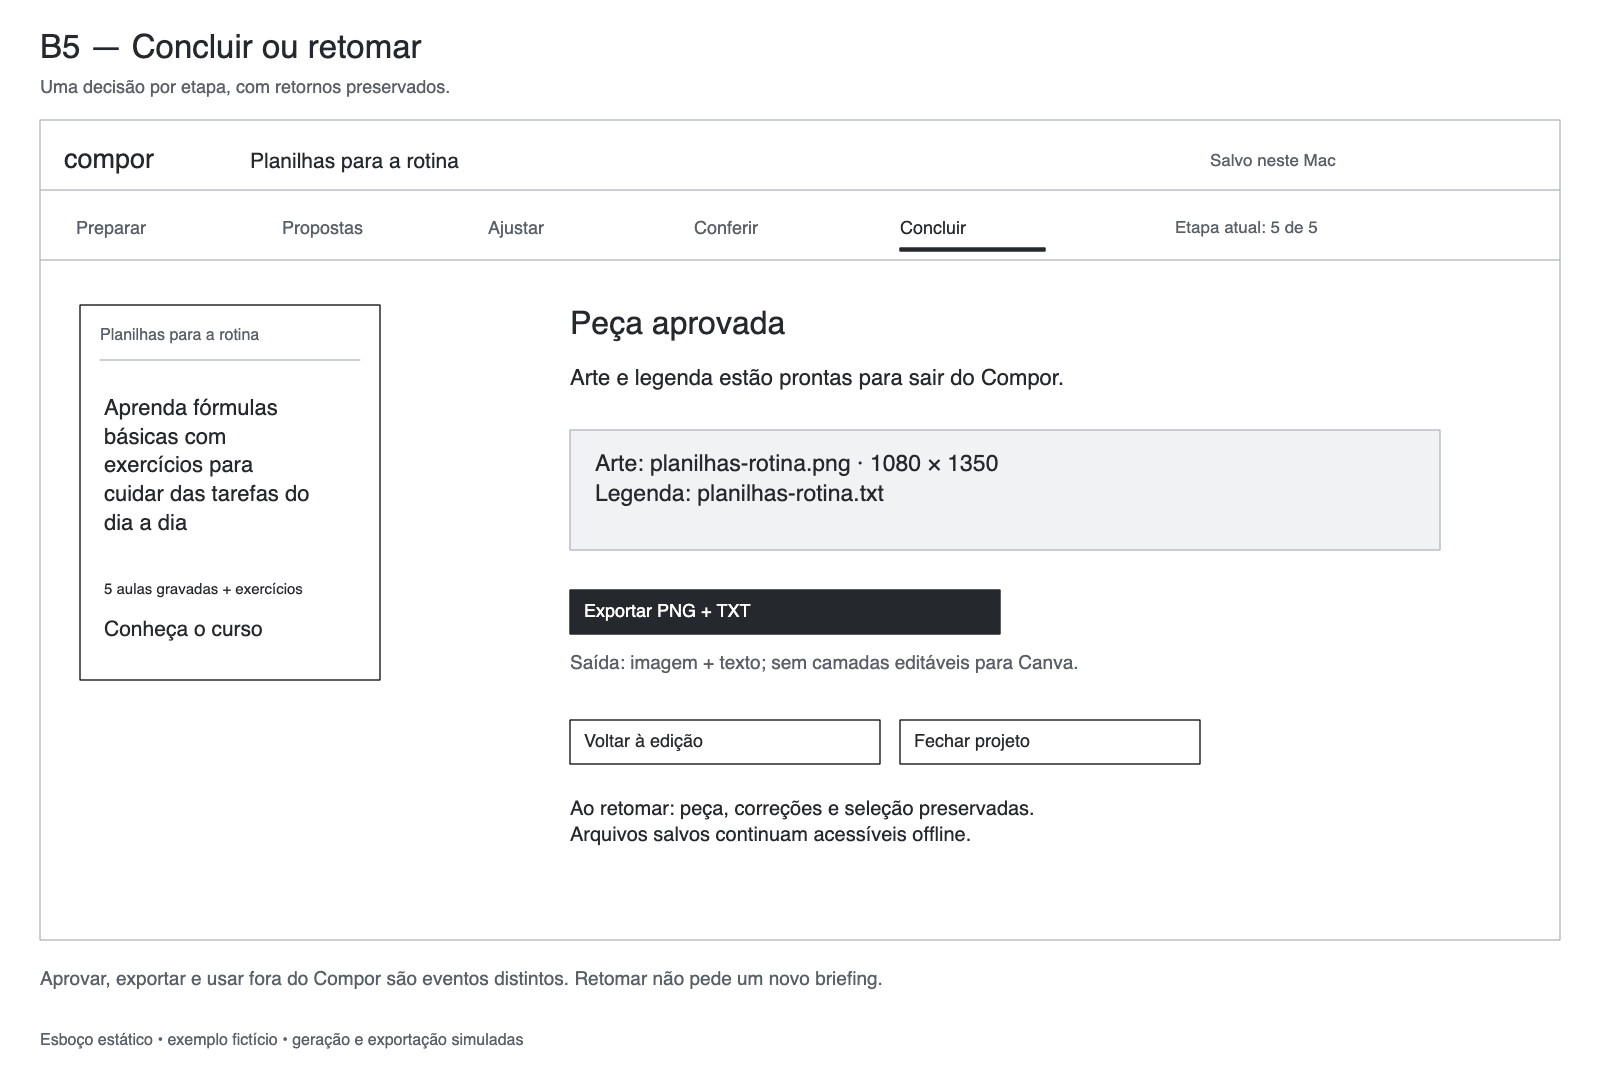 B5 — Concluir ou retomar
Uma decisão por etapa, com retornos preservados.
compor
Planilhas para a rotina
Salvo neste Mac
Preparar
Propostas
Ajustar
Conferir
Concluir
Etapa atual: 5 de 5
Planilhas para a rotina
Aprenda fórmulas
básicas com
exercícios para
cuidar das tarefas do
dia a dia
5 aulas gravadas + exercícios
Conheça o curso
Peça aprovada
Arte e legenda estão prontas para sair do Compor.
Arte: planilhas-rotina.png · 1080 × 1350
Legenda: planilhas-rotina.txt
Exportar PNG + TXT
Saída: imagem + texto; sem camadas editáveis para Canva.
Voltar à edição
Fechar projeto
Ao retomar: peça, correções e seleção preservadas.
Arquivos salvos continuam acessíveis offline.
Aprovar, exportar e usar fora do Compor são eventos distintos. Retomar não pede um novo briefing.
Esboço estático • exemplo fictício • geração e exportação simuladas